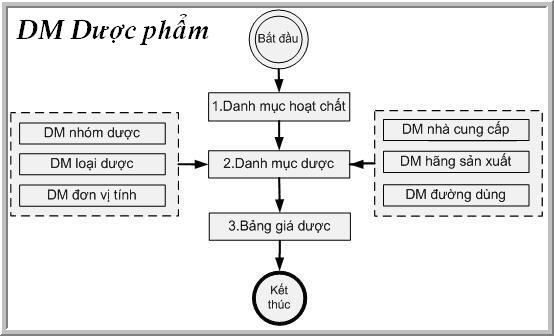 DM Dược phẩm
Bắt đầu
1.Danh mục hoạt chất
DM nhóm dược
DM loại dược
DM đơn vị tính
2.Danh mục dược
DM nhà cung cấp
DM hãng sản xuất
DM đường dùng
3.Bảng giá dược
Kết
thúc